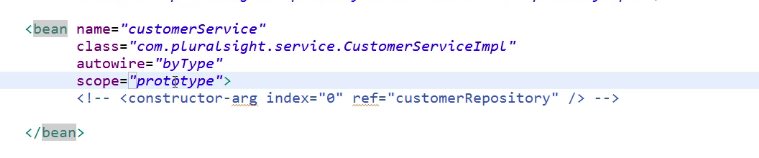 <bean name="customerService"
class="com.pluralsight.service.CustomerServiceImpl"
autowire="byType"
scope="prototype">
<!-- <constructor-arg index="0" ref="customerRepository" /> -->
</bean>